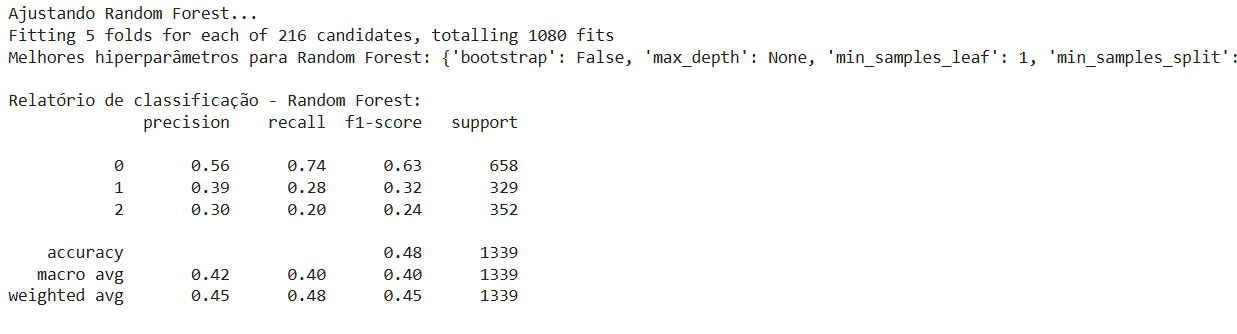 Ajustando Random Forest...
Fitting 5 folds for each of 216 candidates, totalling 1080 fits
Melhores hiperparâmetros para Random Forest: {'bootstrap': False, 'max_depth': None, 'min_samples_leaf': 1, 'min_samples_split':
Relatório de classificação - Random Forest:
precision recall f1-score support
0 0.56 0.74 0.63 658
1 0.39 0.28 0.32 329
2 0.30 0.20 0.24 352
accuracy 0.48 1339
macro avg 0.42 0.40 0.40 1339
weighted avg 0.45 0.48 0.45 1339